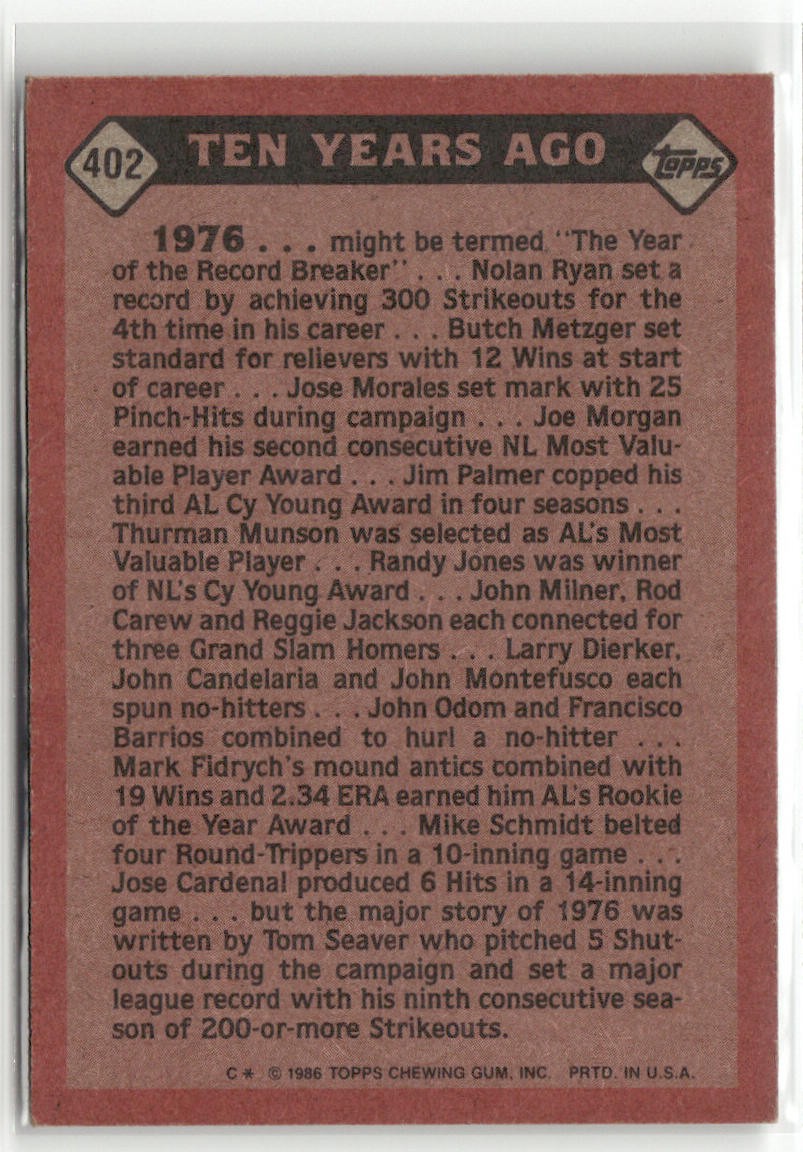 402 TEN YEARS AGO Topps
1976 . . . might be termed "The Year
of the Record Breaker" . . . Nolan Ryan set a
record by achieving 300 Strikeouts for the
4th time in his career . . . Butch Metzger set
standard for relievers with 12 Wins at start
of career . . . Jose Morales set mark with 25
Pinch-Hits during campaign . . . Joe Morgan
earned his second consecutive NL Most Valu-
able Player Award . . . Jim Palmer copped his
third AL Cy Young Award in four seasons . . .
Thurman Munson was selected as AL's Most
Valuable Player . . . Randy Jones was winner
of NL's Cy Young Award . . . John Milner, Rod
Carew and Reggie Jackson each connected for
three Grand Slam Homers . . . Larry Dierker,
John Candelaria and John Montefusco each
spun no-hitters . . . John Odom and Francisco
Barrios combined to hurl a no-hitter . . .
Mark Fidrych's mound antics combined with
19 Wins and 2.34 ERA earned him AL's Rookie
of the Year Award . . . Mike Schmidt belted
four Round-Trippers in a 10-inning game . . .
Jose Cardenal produced 6 Hits in a 14-inning
game . . . but the major story of 1976 was
written by Tom Seaver who pitched 5 Shut-
outs during the campaign and set a major
league record with his ninth consecutive sea-
son of 200-or-more Strikeouts.
C* © 1986 TOPPS CHEWING GUM, INC. PRTD. IN U.S.A.